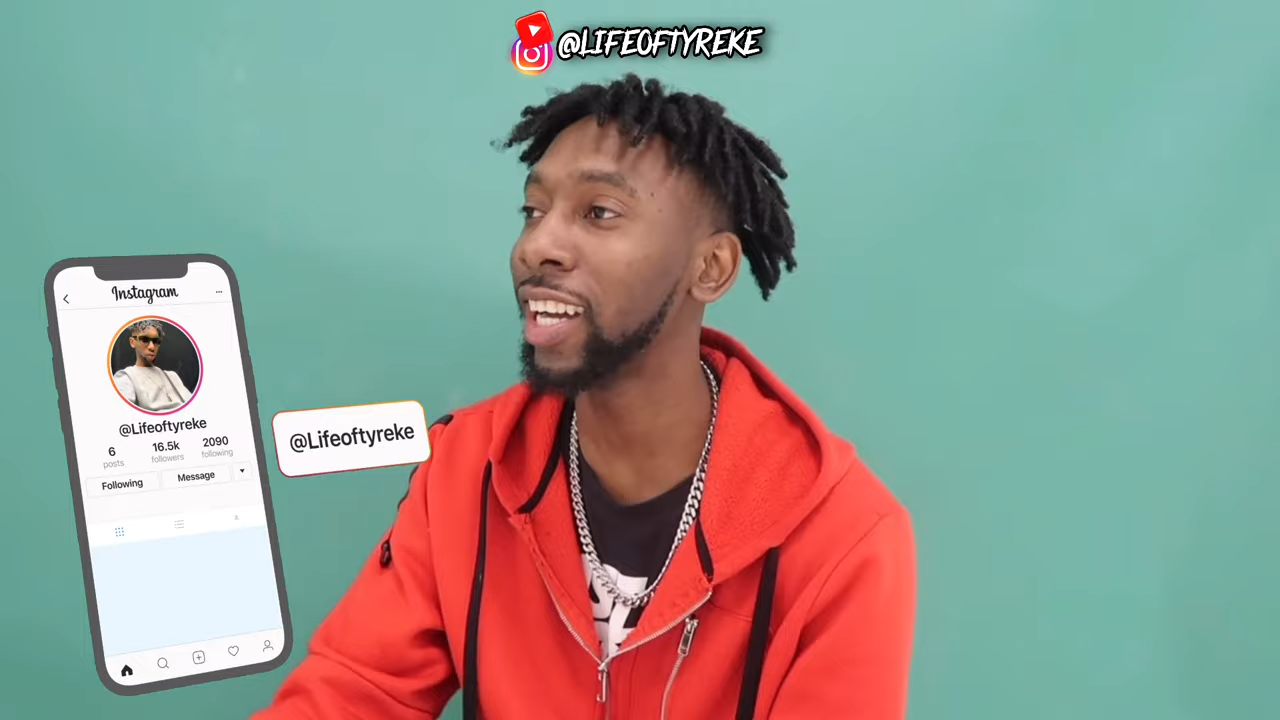 @LIFEOFTYREKE
Instagram
@Lifeoftyreke
6 16.5k 2090
posts followers following
Following Message
@Lifeoftyreke